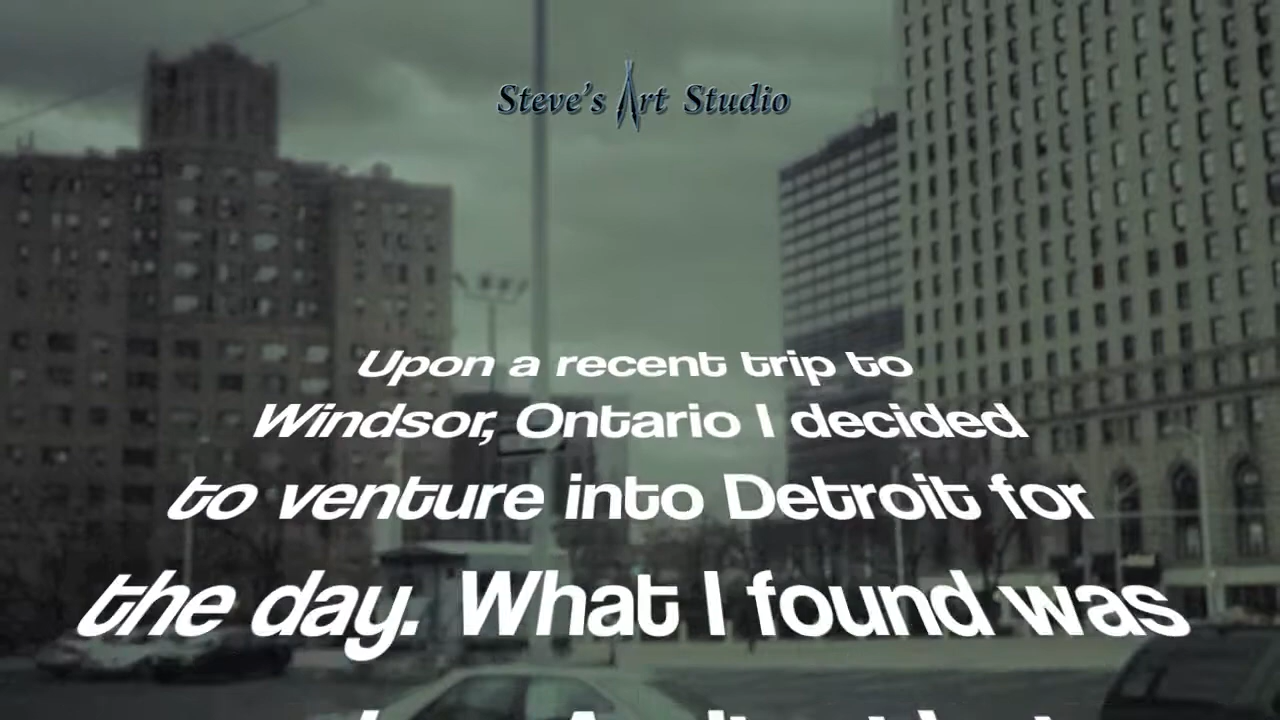 Steve's Art Studio
Upon a recent trip to
Windsor, Ontario I decided
to venture into Detroit for
the day. What I found was